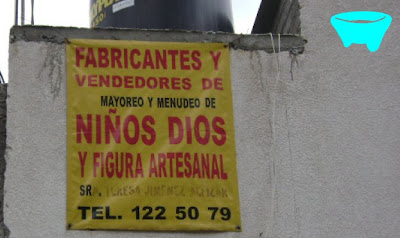 FABRICANTES Y
VENDEDORES DE
MAYOREO Y MENUDEO DE
NIÑOS DIOS
Y FIGURA ARTESANAL
SRA. TERESA JIMENEZ
TEL. 122 50 79